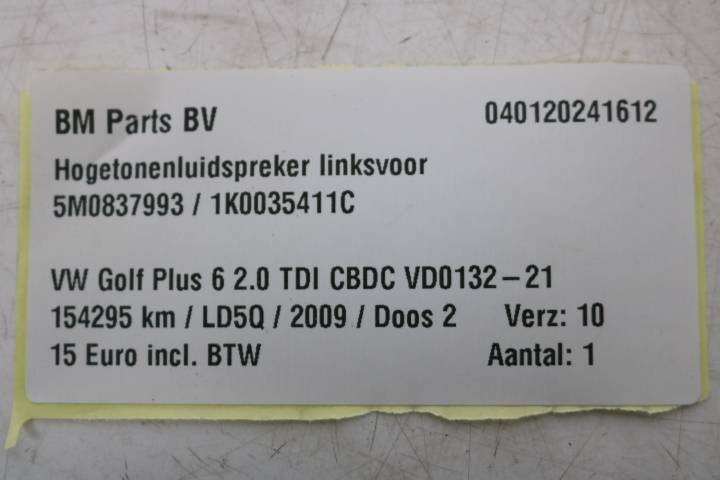 BM Parts BV 040120241612
Hogetonenluidspreker linksvoor
5M0837993 / 1K0035411C
VW Golf Plus 6 2.0 TDI CBDC VD0132-21
154295 km / LD5Q / 2009 / Doos 2 Verz: 10
15 Euro incl. BTW Aantal: 1